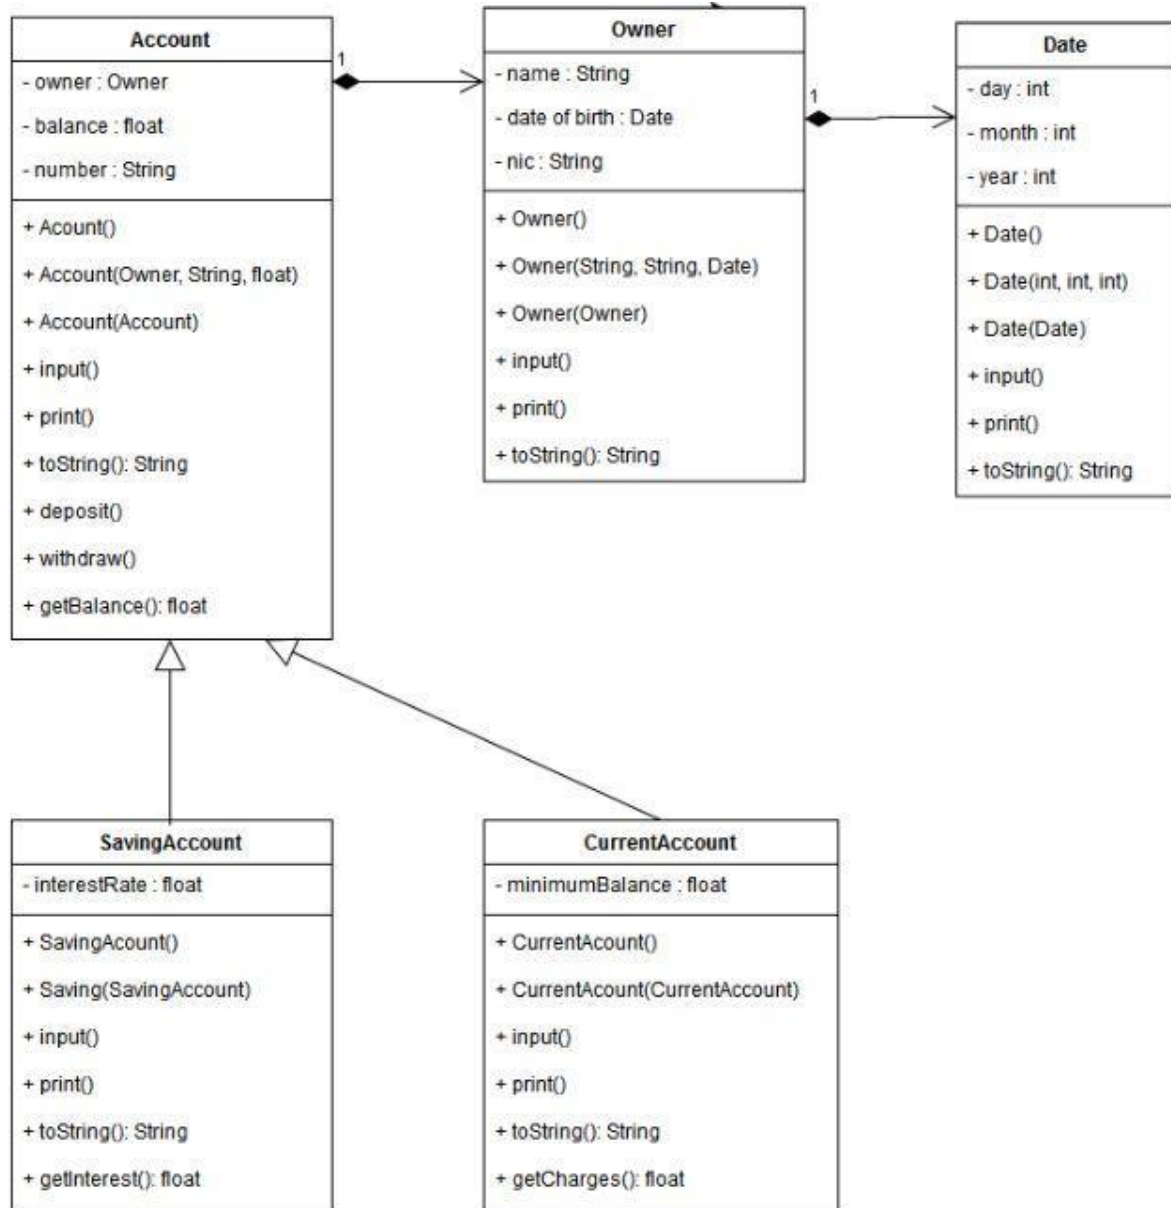 Account
- owner : Owner
- balance : float
- number : String
+ Acount()
+ Account(Owner, String, float)
+ Account(Account)
+ input()
+ print()
+ toString(): String
+ deposit()
+ withdraw()
+ getBalance(): float
1
Owner
- name : String
- date of birth : Date
- nic : String
+ Owner()
+ Owner(String, String, Date)
+ Owner(Owner)
+ input()
+ print()
+ toString(): String
1
Date
- day : int
- month : int
- year : int
+ Date()
+ Date(int, int, int)
+ Date(Date)
+ input()
+ print()
+ toString(): String
SavingAccount
- interestRate : float
+ SavingAcount()
+ Saving(SavingAccount)
+ input()
+ print()
+ toString(): String
+ getInterest(): float
CurrentAccount
- minimumBalance : float
+ CurrentAcount()
+ CurrentAcount(CurrentAccount)
+ input()
+ print()
+ toString(): String
+ getCharges(): float